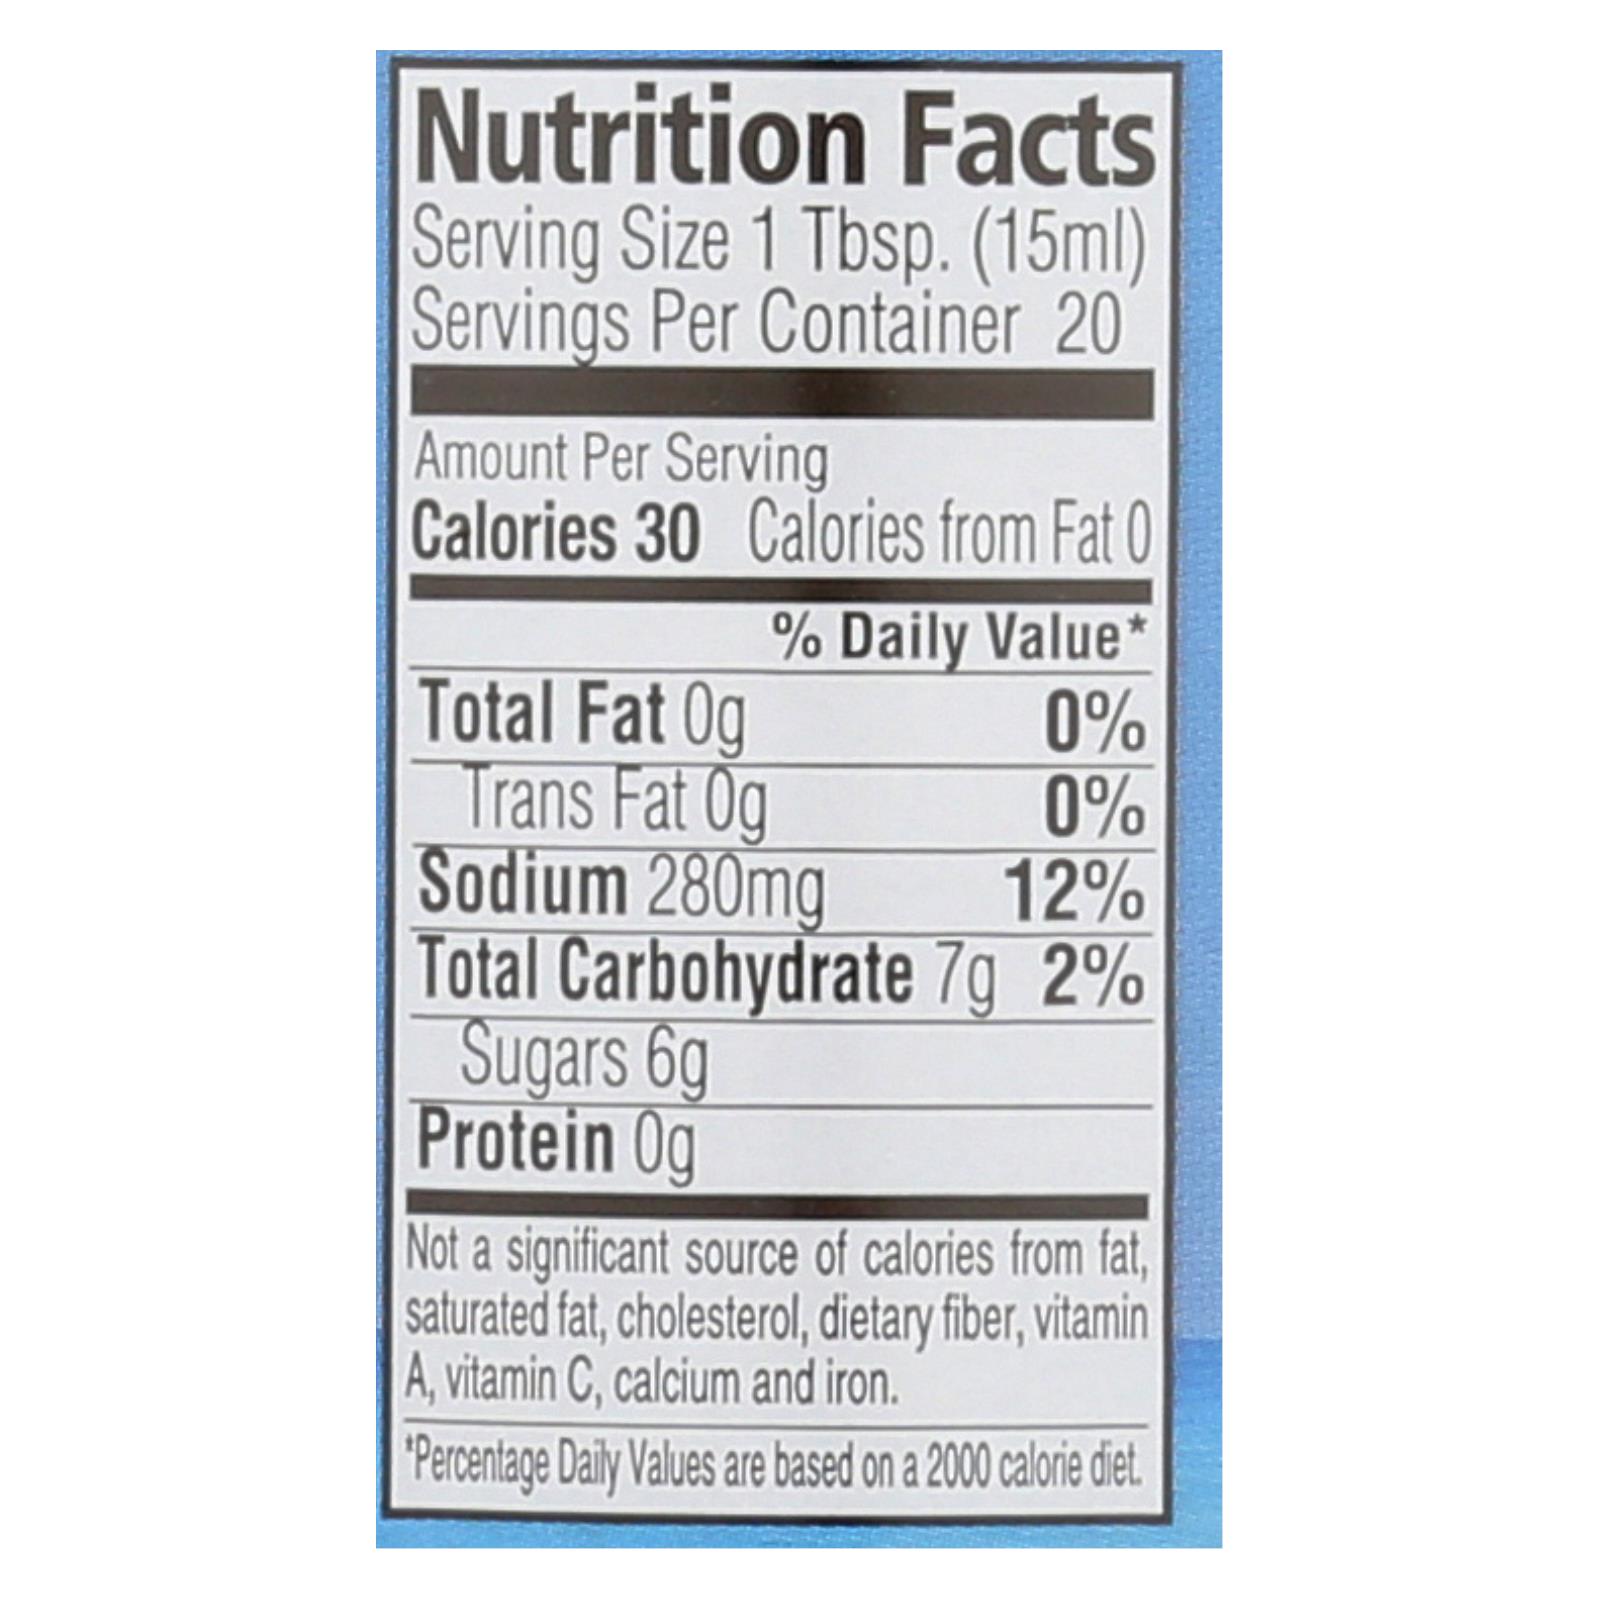 Nutrition Facts
Serving Size 1 Tbsp. (15ml)
Servings Per Container 20
Amount Per Serving
Calories 30 Calories from Fat 0
% Daily Value*
Total Fat 0g 0%
Trans Fat 0g 0%
Sodium 280mg 12%
Total Carbohydrate 7g 2%
Sugars 6g
Protein 0g
Not a significant source of calories from fat,
saturated fat, cholesterol, dietary fiber, vitamin
A, vitamin C, calcium and iron.
*Percentage Daily Values are based on a 2000 calorie diet.